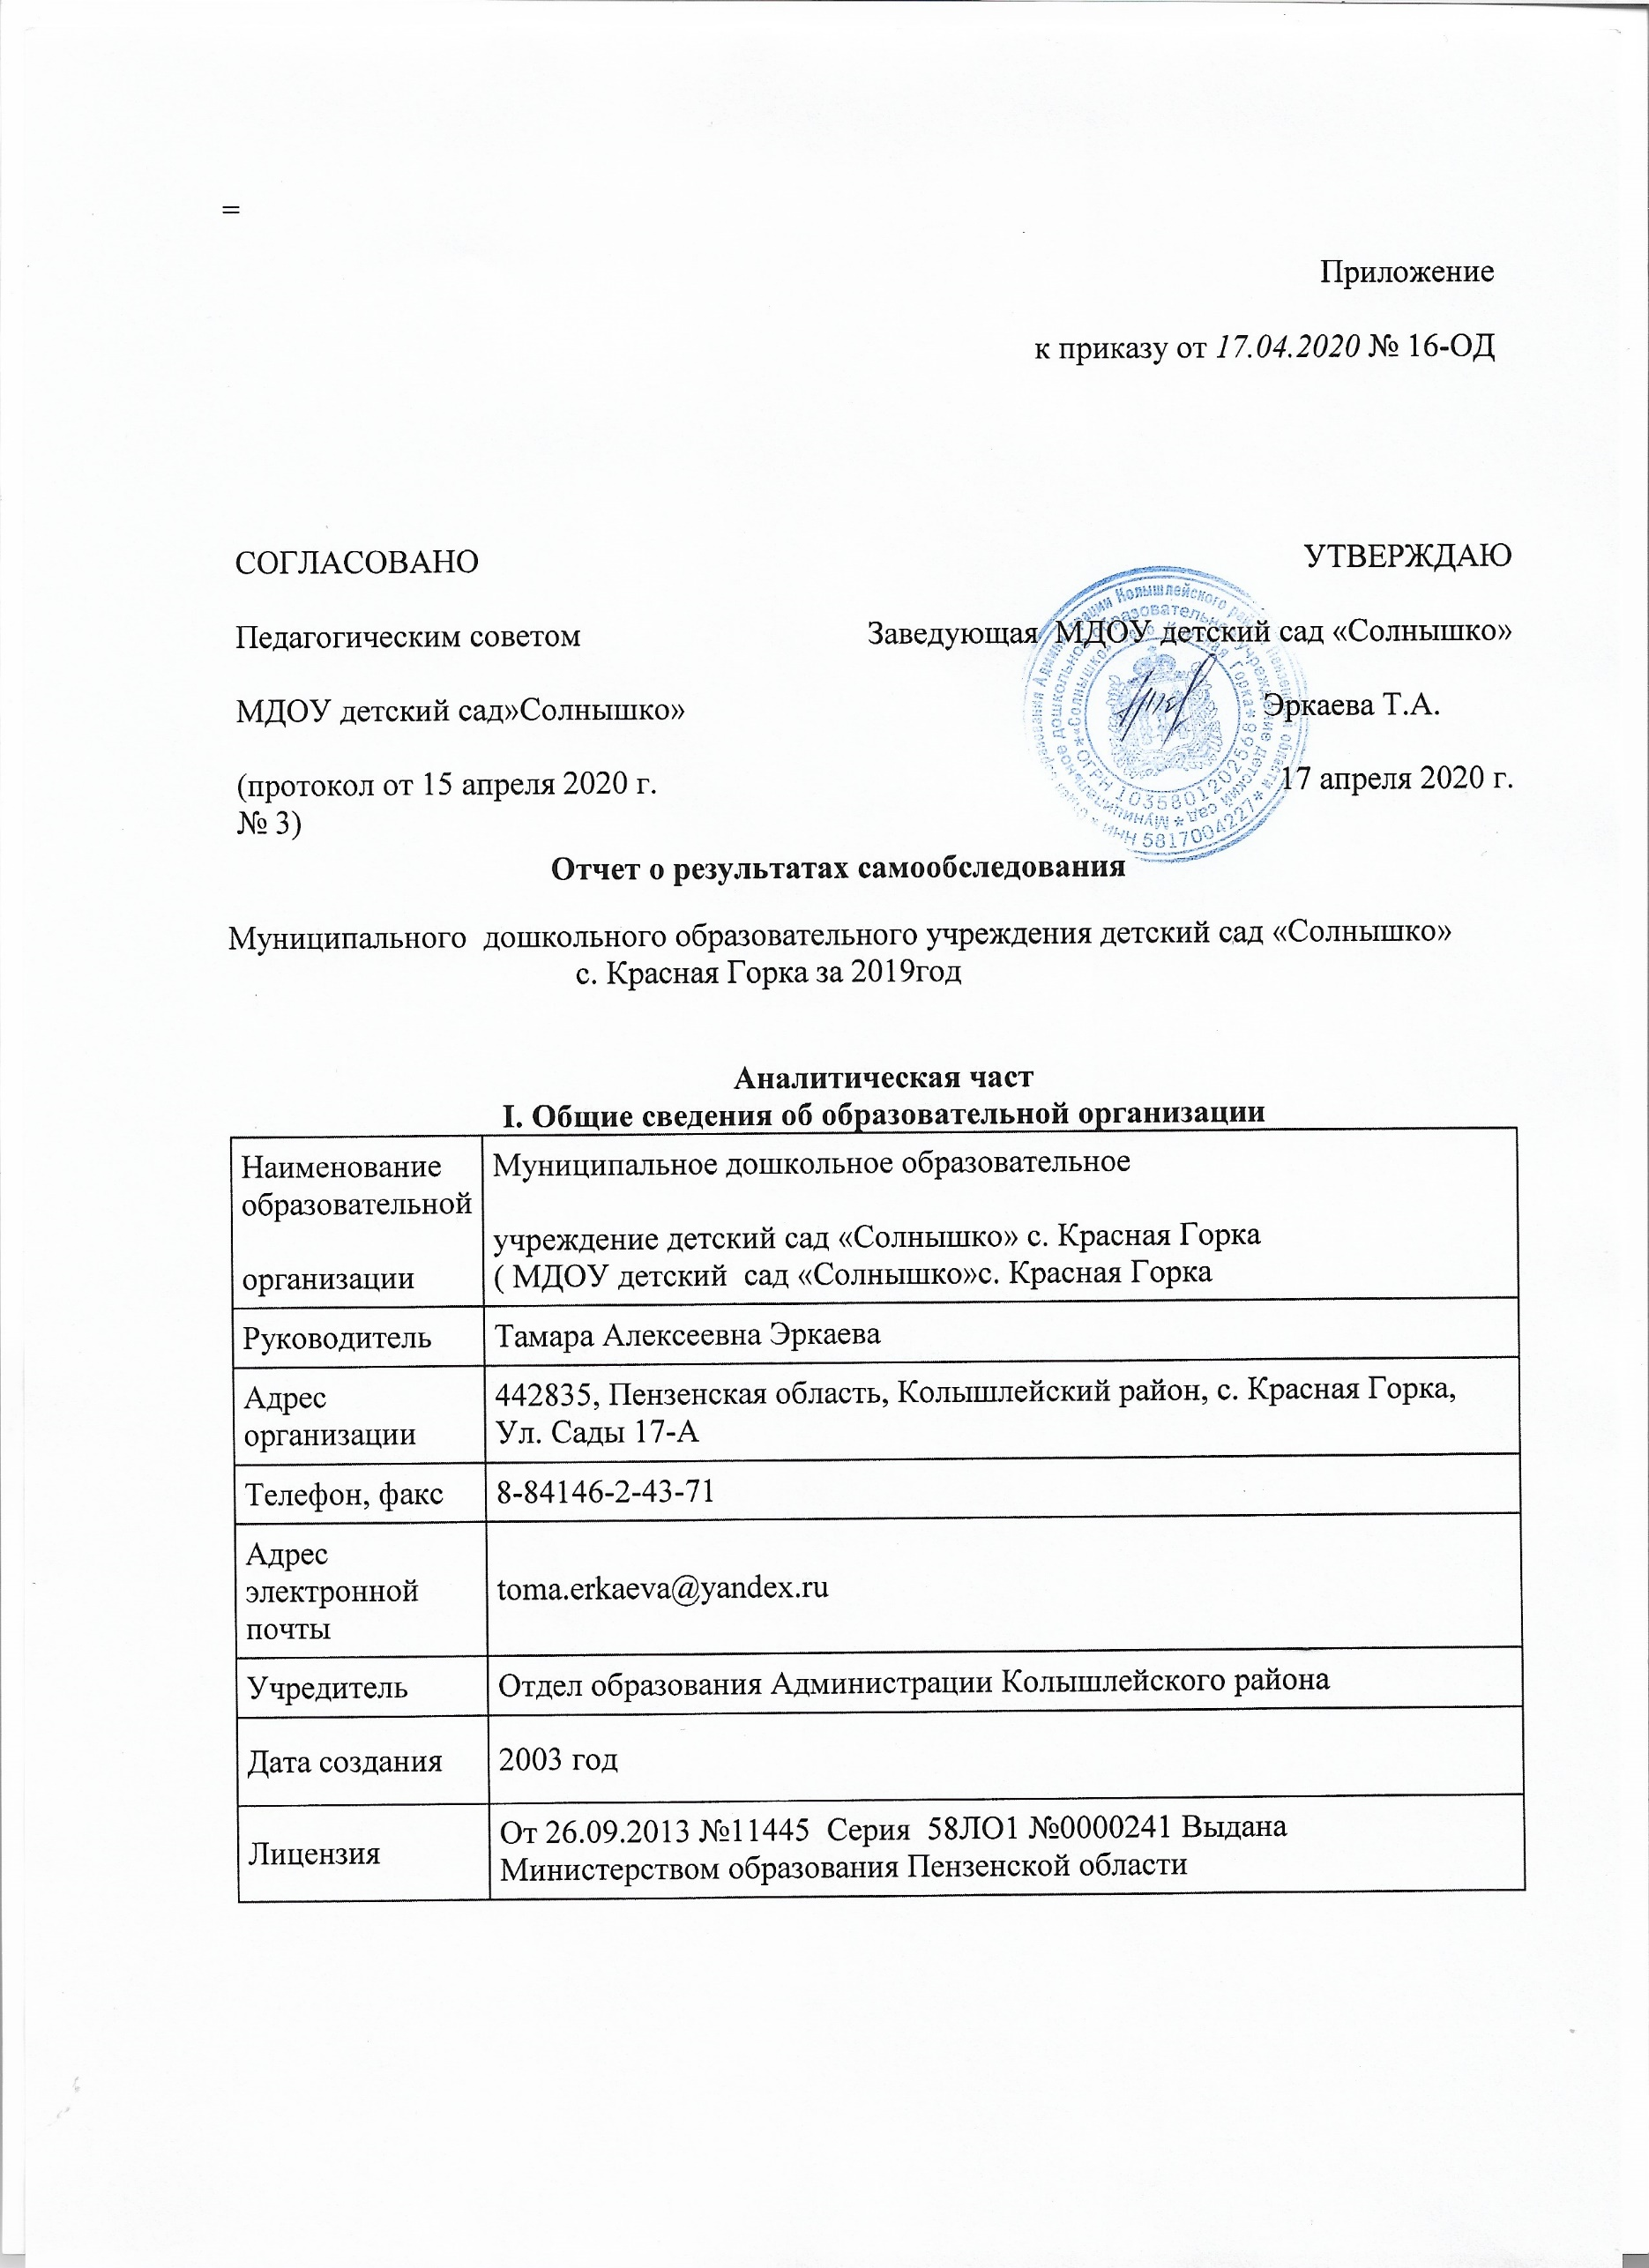 =
Приложение
к приказу от 17.04.2020 № 16-ОД
СОГЛАСОВАНО
Педагогическим советом
МДОУ детский сад»Солнышко»
(протокол от 15 апреля 2020 г.
№ 3)
УТВЕРЖДАЮ
Заведующая МДОУ детский сад «Солнышко»
Эркаева Т.А.
17 апреля 2020 г.
ОГРН 1035801202568
ИНН 5817004227
Отчет о результатах самообследования
Муниципального дошкольного образовательного учреждения детский сад «Солнышко»
с. Красная Горка за 2019год
Аналитическая част
I. Общие сведения об образовательной организации
Наименование
образовательной
организации
Муниципальное дошкольное образовательное
учреждение детский сад «Солнышко» с. Красная Горка
( МДОУ детский сад «Солнышко»с. Красная Горка
Руководитель
Тамара Алексеевна Эркаева
Адрес
организации
442835, Пензенская область, Колышлейский район, с. Красная Горка,
Ул. Сады 17-А
Телефон, факс
8-84146-2-43-71
Адрес
электронной
почты
toma.erkaeva@yandex.ru
Учредитель
Отдел образования Администрации Колышлейского района
Дата создания
2003 год
Лицензия
От 26.09.2013 №11445 Серия 58ЛО1 №0000241 Выдана
Министерством образования Пензенской области